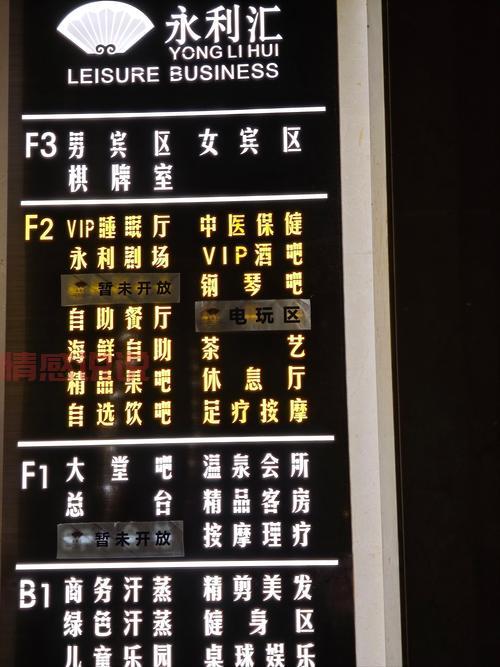 永利汇
YONG LI HUI
LEISURE BUSINESS
F3 男宾区 女宾区
棋牌室
F2 VIP睡眠厅 中医保健
永利剧场 VIP酒吧
暂未开放 钢琴吧
自助餐厅 电玩区
海鲜自助 茶艺
精品果吧 休息厅
自选饮吧 足疗按摩
F1 大堂吧 温泉会所
总台 精品客房
暂未开放 按摩理疗
B1 商务汗蒸 精剪美发
绿色汗蒸 健身区
儿童乐园 桌球娱乐
情感说说